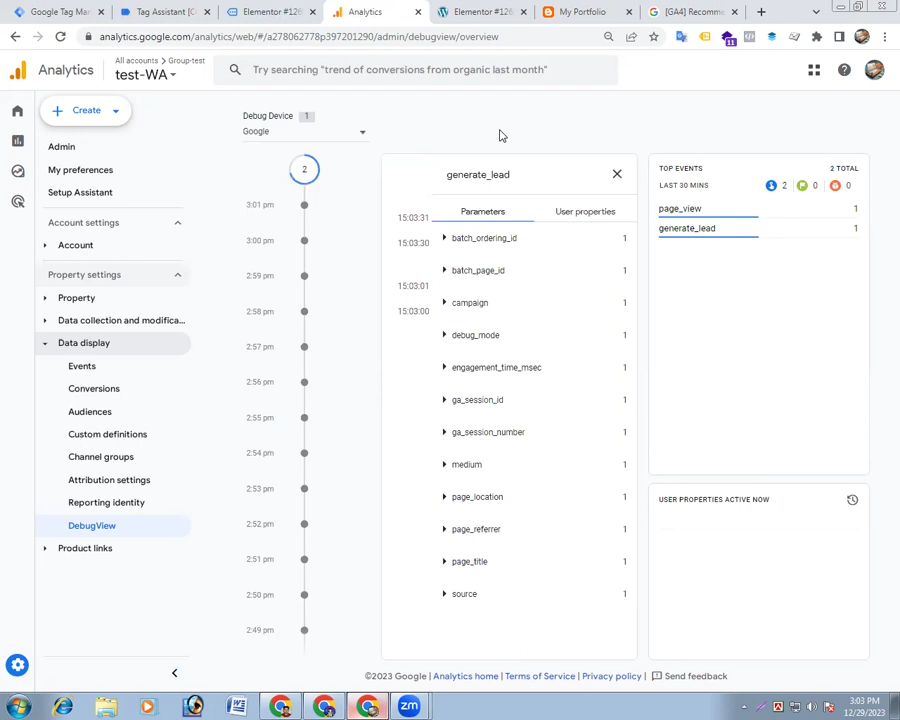 Google Tag Man
Tag Assistant [C
Elementor #126
Analytics
Elementor #126
My Portfolio
[GA4] Recomme
analytics.google.com/analytics/web/#/a278062778p397201290/admin/debugview/overview
11
Analytics
All accounts > Group-test
test-WA
Try searching "trend of conversions from organic last month"
Create
Admin
My preferences
Setup Assistant
Account settings
Account
Property settings
Property
Data collection and modifica...
Data display
Events
Conversions
Audiences
Custom definitions
Channel groups
Attribution settings
Reporting identity
DebugView
Product links
Debug Device 1
Google
2
3:01 pm
3:00 pm
2:59 pm
2:58 pm
2:57 pm
2:56 pm
2:55 pm
2:54 pm
2:53 pm
2:52 pm
2:51 pm
2:50 pm
2:49 pm
15:03:31
15:03:30
15:03:01
15:03:00
generate_lead
Parameters User properties
batch_ordering_id 1
batch_page_id 1
campaign 1
debug_mode 1
engagement_time_msec 1
ga_session_id 1
ga_session_number 1
medium 1
page_location 1
page_referrer 1
page_title 1
source 1
TOP EVENTS 2 TOTAL
LAST 30 MINS 2 0 0
page_view 1
generate_lead 1
USER PROPERTIES ACTIVE NOW
©2023 Google | Analytics home | Terms of Service | Privacy policy | Send feedback
3:03 PM
12/29/2023